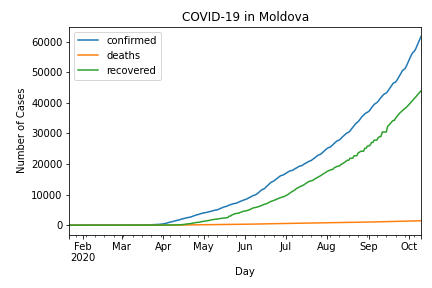 COVID-19 in Moldova
confirmed
deaths
recovered
Number of Cases
60000
50000
40000
30000
20000
10000
0
Feb Mar Apr May Jun Jul Aug Sep Oct
2020
Day